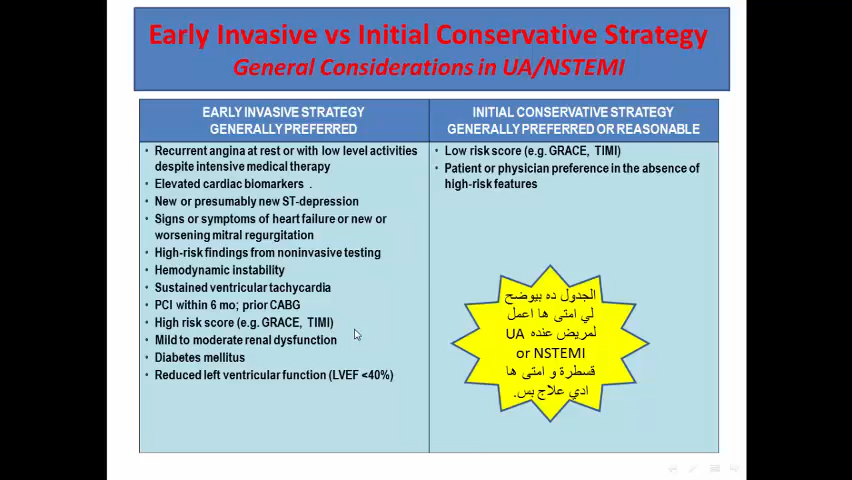 Early Invasive vs Initial Conservative Strategy
General Considerations in UA/NSTEMI
EARLY INVASIVE STRATEGY
GENERALLY PREFERRED
• Recurrent angina at rest or with low level activities
despite intensive medical therapy
• Elevated cardiac biomarkers .
• New or presumably new ST-depression
• Signs or symptoms of heart failure or new or
worsening mitral regurgitation
• High-risk findings from noninvasive testing
• Hemodynamic instability
• Sustained ventricular tachycardia
• PCI within 6 mo; prior CABG
• High risk score (e.g. GRACE, TIMI)
• Mild to moderate renal dysfunction
• Diabetes mellitus
• Reduced left ventricular function (LVEF <40%)
INITIAL CONSERVATIVE STRATEGY
GENERALLY PREFERRED OR REASONABLE
• Low risk score (e.g. GRACE, TIMI)
• Patient or physician preference in the absence of
high-risk features
الجدول ده بيوضح
لي امتى ها اعمل
لمريض عنده UA
or NSTEMI
قسطرة و امتى ها
ادي علاج بس.